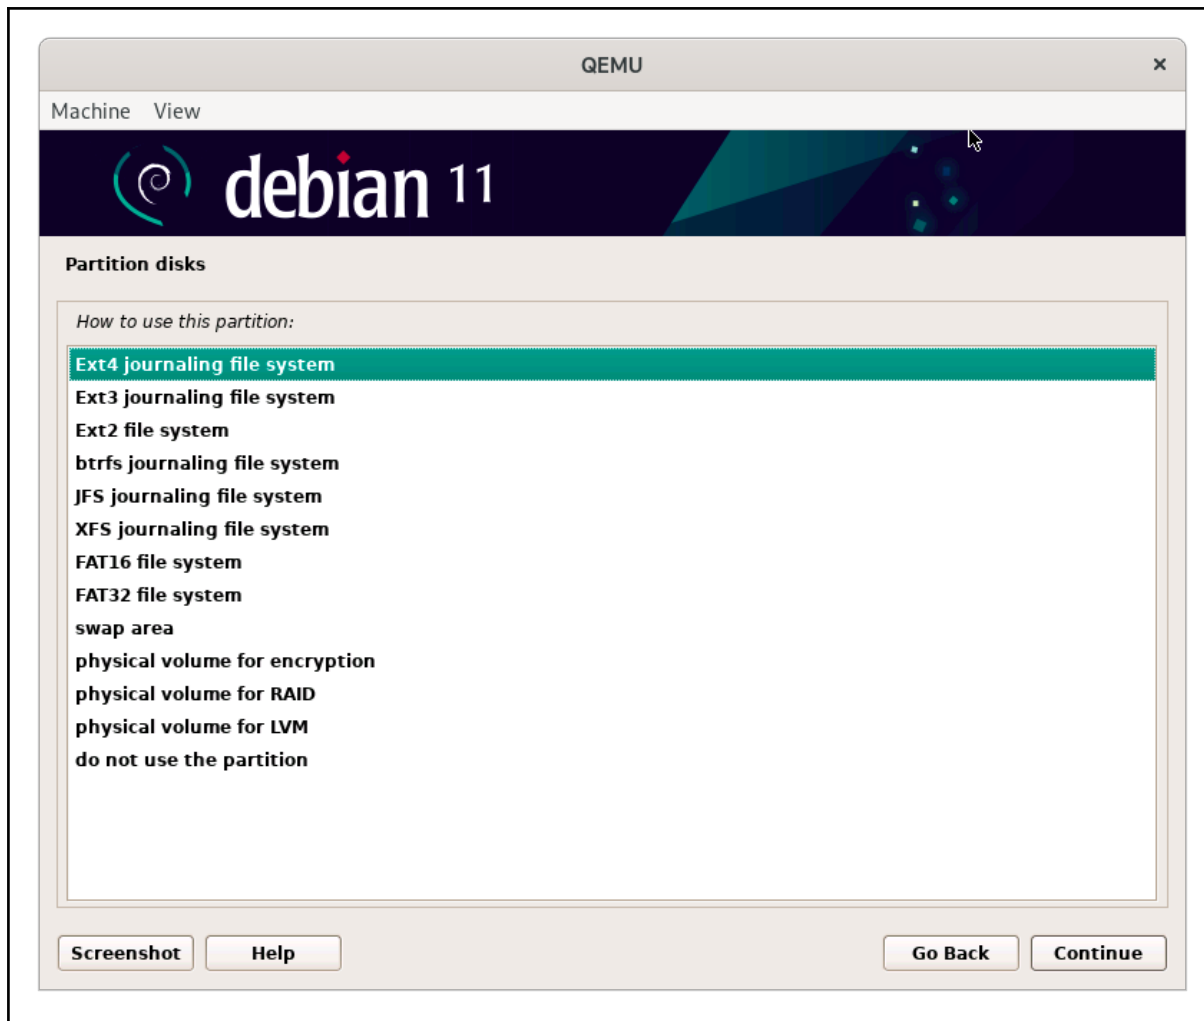 QEMU
Machine View
debian 11
Partition disks
How to use this partition:
Ext4 journaling file system
Ext3 journaling file system
Ext2 file system
btrfs journaling file system
JFS journaling file system
XFS journaling file system
FAT16 file system
FAT32 file system
swap area
physical volume for encryption
physical volume for RAID
physical volume for LVM
do not use the partition
Screenshot Help Go Back Continue